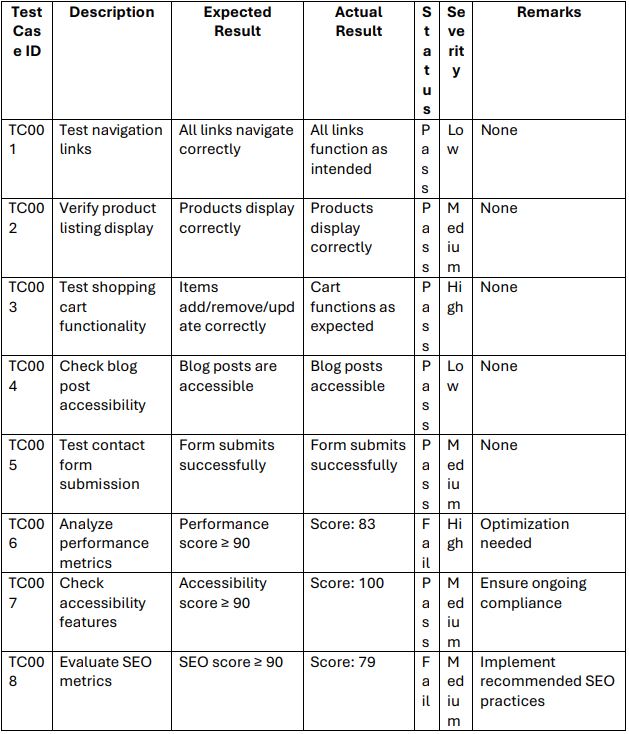 Test Case ID Description Expected Result Actual Result Status Severity Remarks
TC001 Test navigation links All links navigate correctly All links function as intended Pass Low None
TC002 Verify product listing display Products display correctly Products display correctly Pass Medium None
TC003 Test shopping cart functionality Items add/remove/update correctly Cart functions as expected Pass High None
TC004 Check blog post accessibility Blog posts are accessible Blog posts accessible Pass Low None
TC005 Test contact form submission Form submits successfully Form submits successfully Pass Medium None
TC006 Analyze performance metrics Performance score ≥ 90 Score: 83 Fail High Optimization needed
TC007 Check accessibility features Accessibility score ≥ 90 Score: 100 Pass Medium Ensure ongoing compliance
TC008 Evaluate SEO metrics SEO score ≥ 90 Score: 79 Fail Medium Implement recommended SEO practices